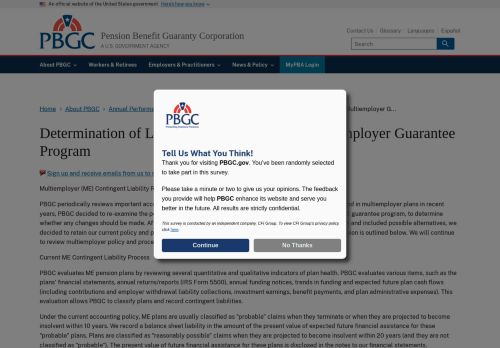 An official website of the United States government Here's how you know
PBGC
Pension Benefit Guaranty Corporation
A U.S. GOVERNMENT AGENCY
Contact Us Glossary Languages Español
Search
About PBGC Workers & Retirees Employers & Practitioners News & Policy MyPBA Login
Home › About PBGC › Annual Performa
Multiemployer G...
Determination of L
ployer Guarantee
Program
Sign up and receive emails from us o
Multiemployer (ME) Contingent Liability R
PBGC periodically reviews important acco
of in multiemployer plans in recent
years, PBGC decided to re-examine the po
guarantee program, to determine
whether any changes should be made. Af
and included possible alternatives, we
decided to retain our current policy and p
ion is outlined below. We will continue
to review multiemployer policy and proce
Current ME Contingent Liability Process
PBGC evaluates ME pension plans by reviewing several quantitative and qualitative indicators of plan health. PBGC evaluates various items, such as the
plans' financial statements, annual returns/reports (IRS Form 5500), annual funding notices, trends in funding and expected future plan cash flows
(including contributions and employer withdrawal liability collections, investment earnings, benefit payments, and plan administrative expenses). This
evaluation allows PBGC to classify plans and record contingent liabilities.
Under the current accounting policy, ME plans are usually classified as "probable" claims when they terminate or when they are projected to become
insolvent within 10 years. We record a balance sheet liability in the amount of the present value of expected future financial assistance for these
"probable" plans. Plans are classified as "reasonably possible" claims when they are projected to become insolvent within 20 years (and they are not
classified as "probable"). The present value of future financial assistance for these plans is disclosed in the notes to our financial statements.
PBGC
Protecting America's Pensions
Tell Us What You Think!
Thank you for visiting PBGC.gov. You've been randomly selected
to take part in this survey.
Please take a minute or two to give us your opinions. The feedback
you provide will help PBGC enhance its website and serve you
better in the future. All results are strictly confidential.
This survey is conducted by an independent company, CFI Group. To view CFI Group's privacy policy
click here.
Continue No Thanks